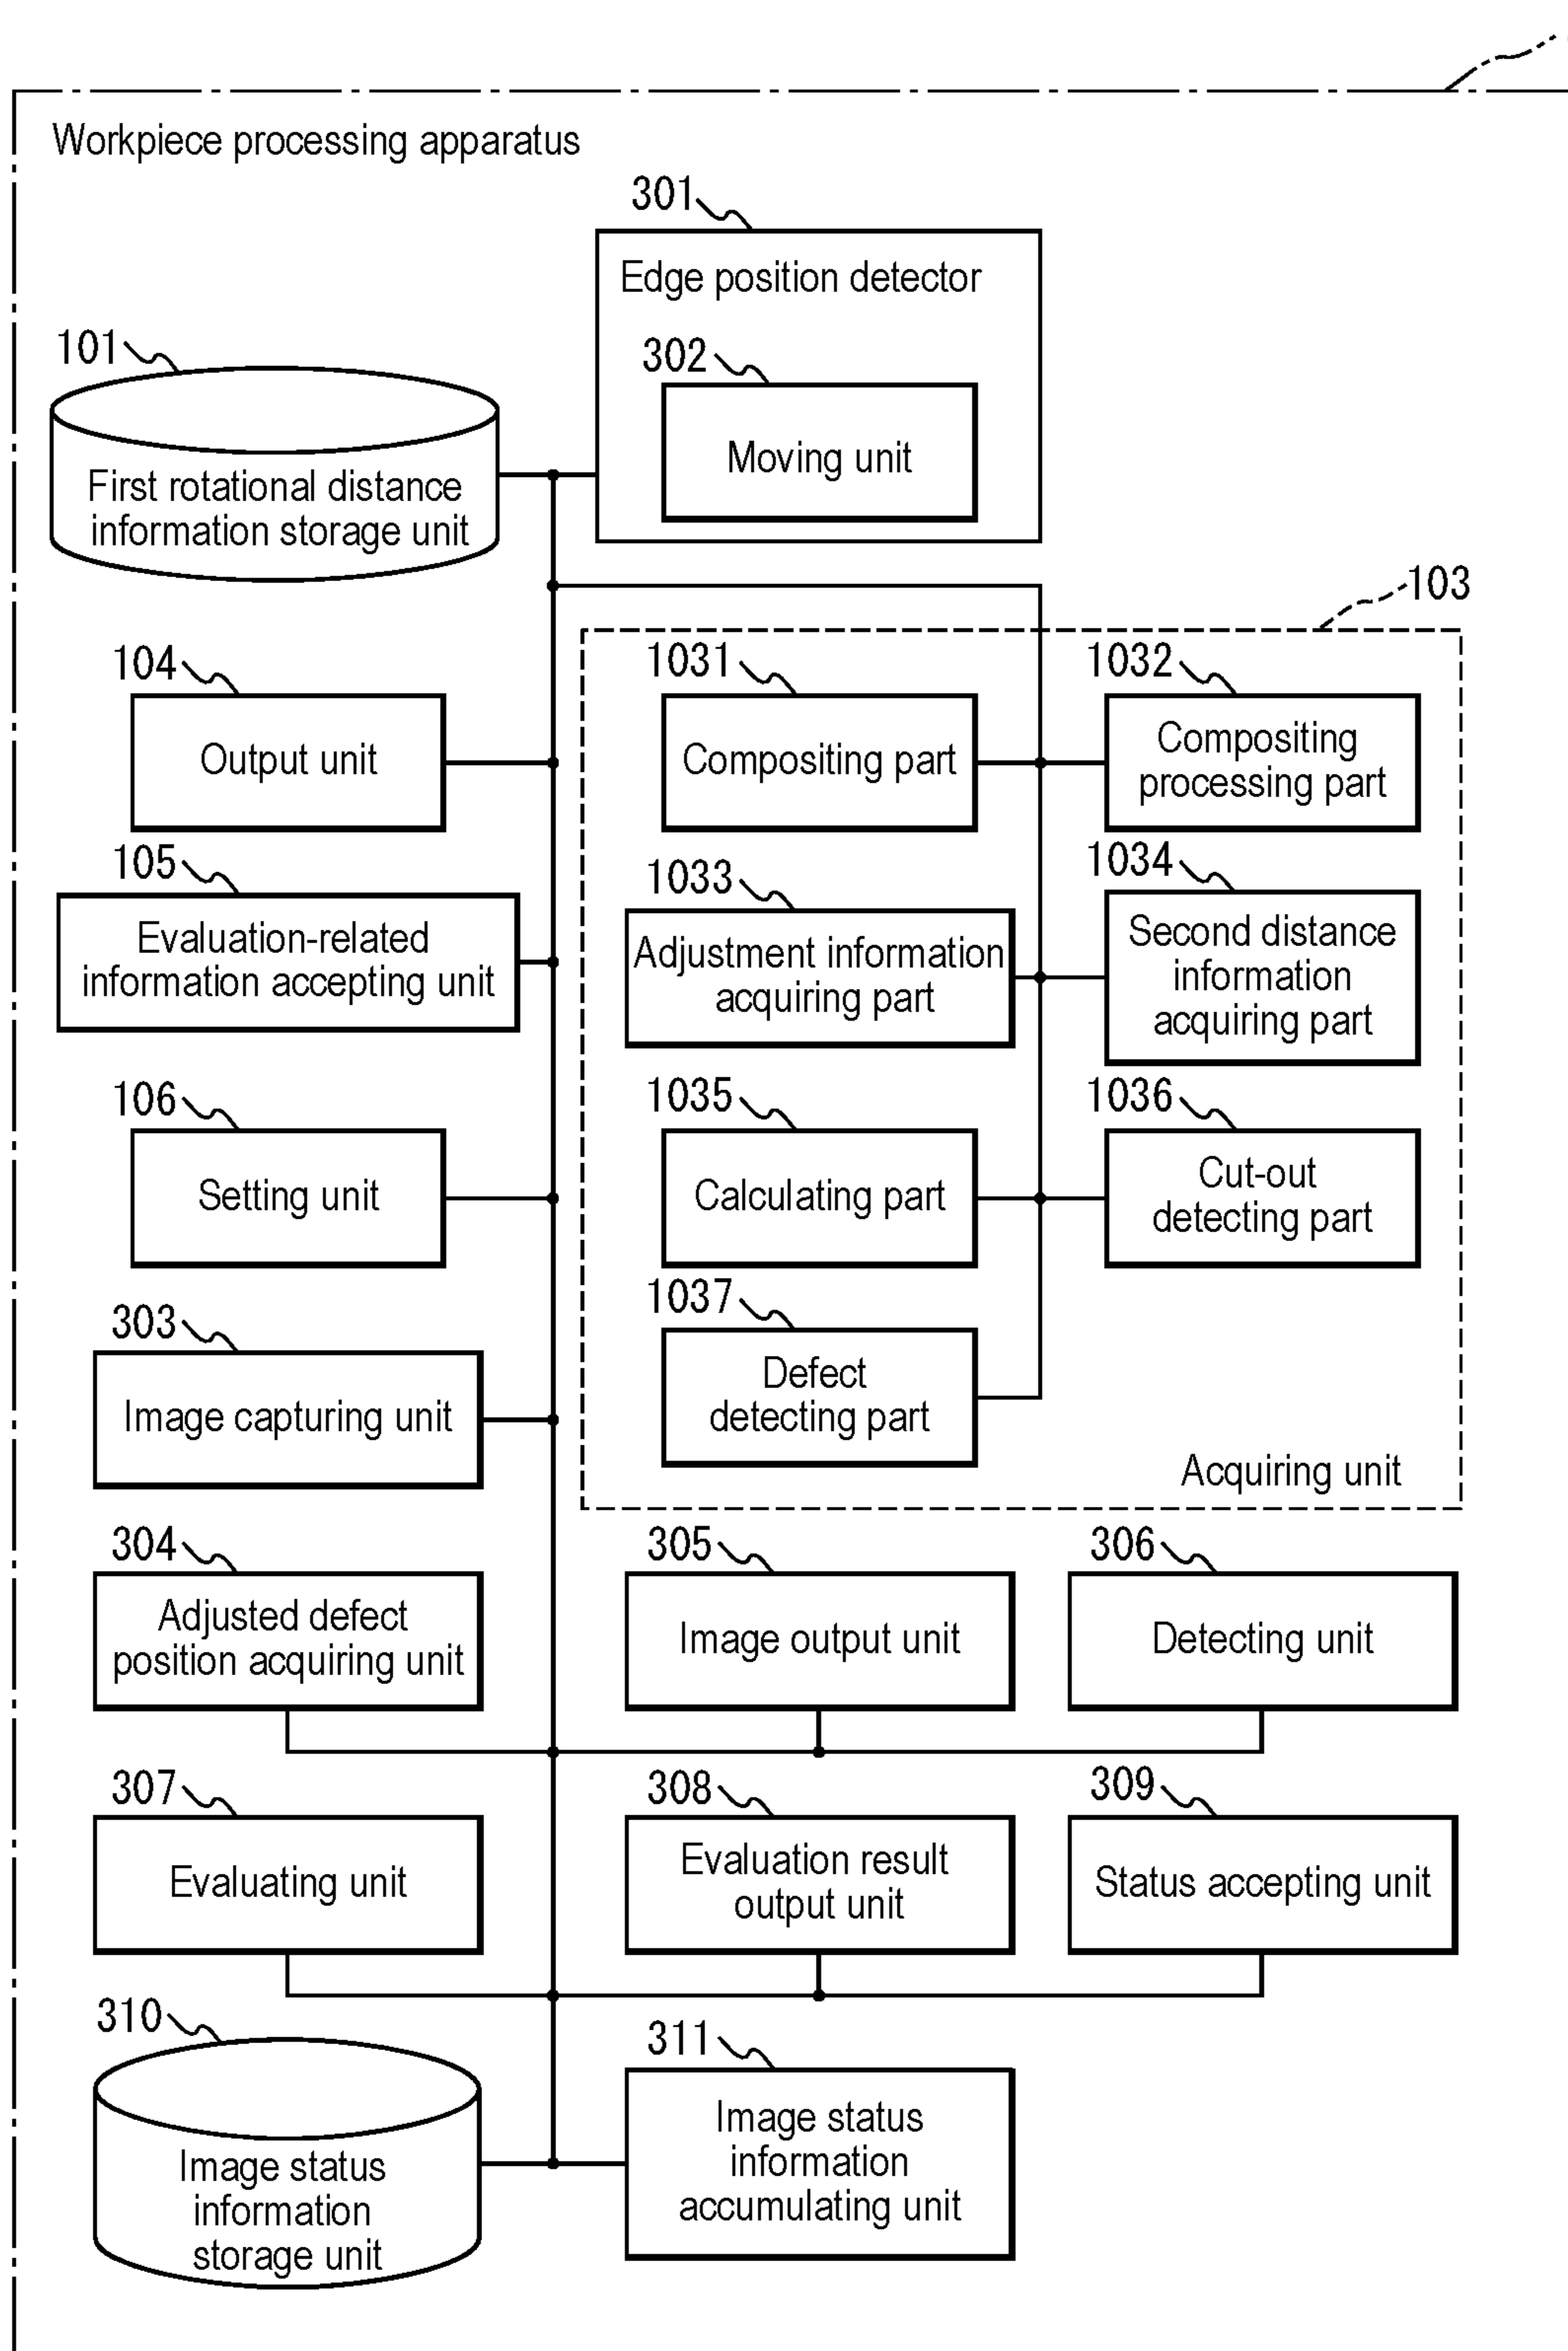 Workpiece processing apparatus
301
Edge position detector
302
Moving unit
101
First rotational distance
information storage unit
103
104
Output unit
1031
Compositing part
1032
Compositing
processing part
105
Evaluation-related
information accepting unit
1033
Adjustment information
acquiring part
1034
Second distance
information
acquiring part
106
Setting unit
1035
Calculating part
1036
Cut-out
detecting part
303
Image capturing unit
1037
Defect
detecting part
Acquiring unit
304
Adjusted defect
position acquiring unit
305
Image output unit
306
Detecting unit
307
Evaluating unit
308
Evaluation result
output unit
309
Status accepting unit
310
Image status
information
storage unit
311
Image status
information
accumulating unit